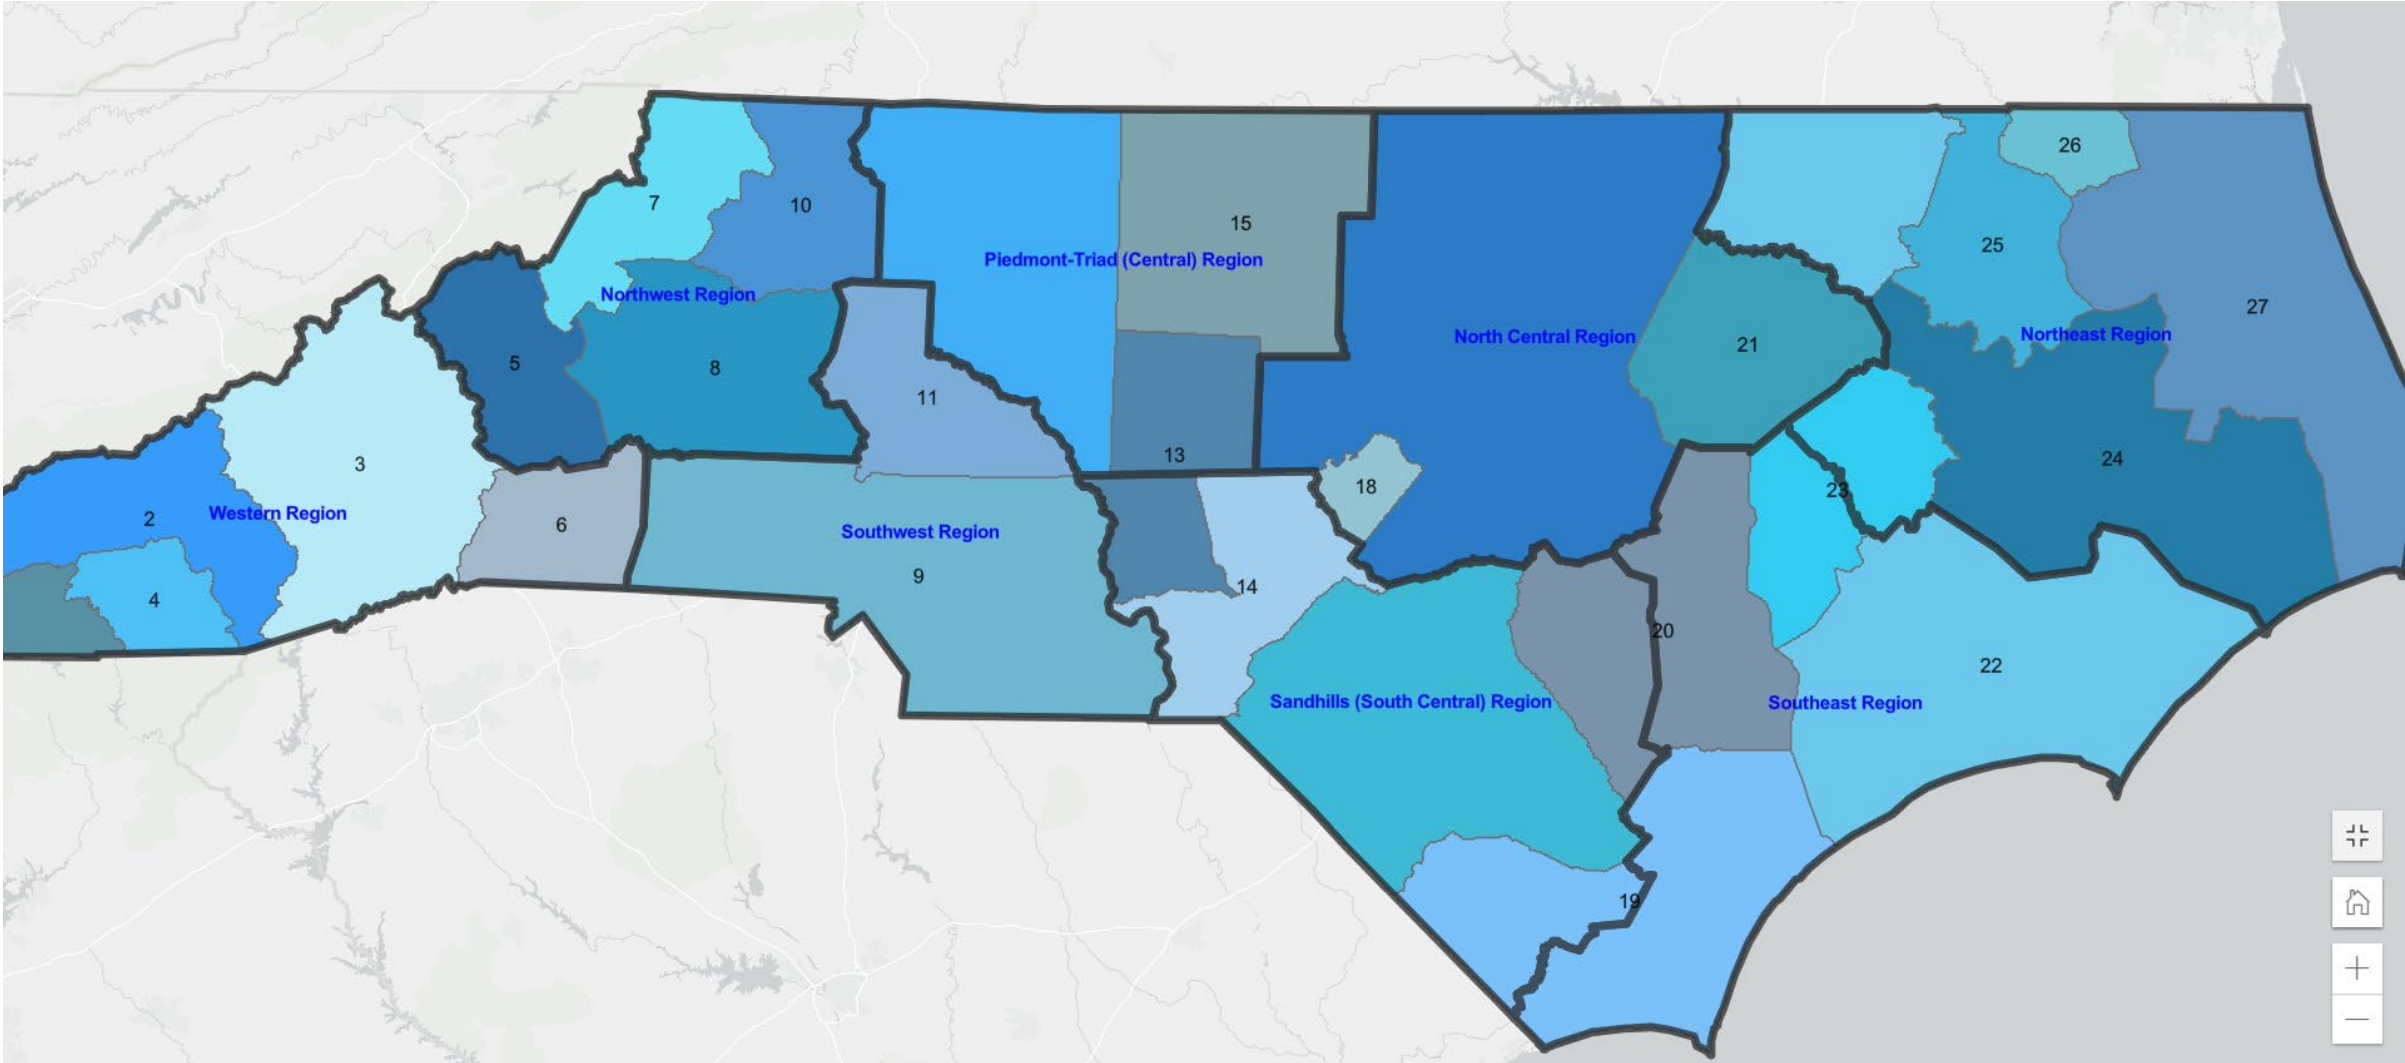 26
7
10
15
25
27
Piedmont-Triad (Central) Region
Northwest Region
North Central Region
Northeast Region
21
5
8
11
3
13
24
18
23
2
Western Region
6
Southwest Region
9
14
4
20
22
Sandhills (South Central) Region
Southeast Region
19